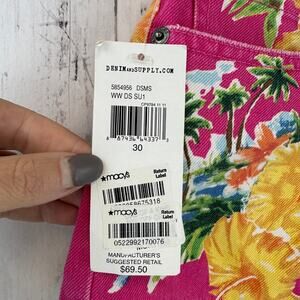 DENIM AND SUPPLY.COM
5854956 DSMS
WW DS SU1
30
★macy's
Return
Label
★macy's
Return
Label
0522992170076
MANUFACTURER'S
SUGGESTED RETAIL
$69.50